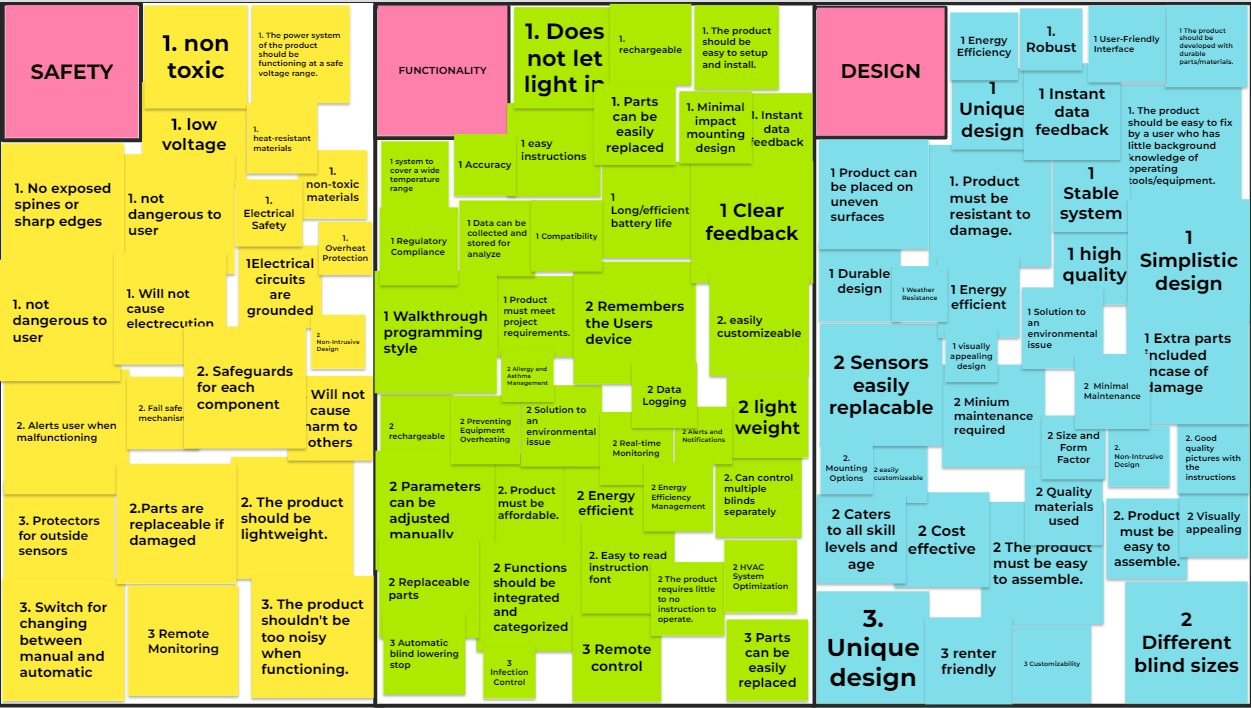 SAFETY
1. non
toxic
1. The power system
of the product
should be
functioning at a safe
voltage range.
1. low
voltage
1.
heat-resistant
materials
1. No exposed
spines or
sharp edges
1. not
dangerous to
user
1.
Electrical
Safety
1.
non-toxic
materials
1.
Overheat
Protection
1. not
dangerous to
user
1. Will not
cause
electrecution
1Electrical
circuits
are
grounded
2
Non-Intrusive
Design
2. Safeguards
for each
component
2. Alerts user when
malfunctioning
2. Fail safe
mechanism
Will not
cause
harm to
others
3. Protectors
for outside
sensors
2.Parts are
replaceable if
damaged
2. The product
should be
lightweight.
3. Switch for
changing
between
manual and
automatic
3 Remote
Monitoring
3. The product
shouldn't be
too noisy
when
functioning.
FUNCTIONALITY
1. Does
not let
light in
1.
rechargeable
1. The product
should be
easy to setup
and install.
1. Parts
can be
easily
replaced
1. Minimal
impact
mounting
design
1. Instant
data
feedback
1 system to
cover a wide
temperature
range
1 Accuracy
1 easy
instructions
1
Long/efficient
battery life
1 Clear
feedback
1 Regulatory
Compliance
1 Data can be
collected and
stored for
analyze
1 Compatibility
1 Walkthrough
programming
style
1 Product
must meet
project
requirements.
2 Remembers
the Users
device
2. easily
customizeable
2 Allergy and
Asthma
Management
2 Data
Logging
2 light
weight
2
rechargeable
2 Preventing
Equipment
Overheating
2 Solution to
an
environmental
issue
2 Real-time
Monitoring
2 Alerts and
Notifications
2 Parameters
can be
adjusted
manually
2. Product
must be
affordable.
2 Energy
efficient
2 Energy
Efficiency
Management
2. Can control
multiple
blinds
separately
2 Replaceable
parts
2 Functions
should be
integrated
and
categorized
2. Easy to read
instruction
font
2 The product
requires little
to no
instruction to
operate.
2 HVAC
System
Optimization
3 Automatic
blind lowering
stop
3
Infection
Control
3 Remote
control
3 Parts
can be
easily
replaced
DESIGN
1 Energy
Efficiency
1.
Robust
1 User-Friendly
Interface
1 The product
should be
developed with
durable
parts/materials.
1
Unique
design
1 Instant
data
feedback
1. The product
should be easy to fix
by a user who has
little background
knowledge of
operating
tools/equipment.
1 Product can
be placed on
uneven
surfaces
1. Product
must be
resistant to
damage.
1
Stable
system
1 high
quality
1
Simplistic
design
1 Durable
design
1 Weather
Resistance
1 Energy
efficient
1 Solution to
an
environmental
issue
1 visually
appealing
design
1 Extra parts
included
incase of
damage
2 Sensors
easily
replacable
2 Minium
maintenance
required
2 Minimal
Maintenance
2 Size and
Form
Factor
2.
Non-Intrusive
Design
2. Good
quality
pictures with
the
instructions
2.
Mounting
Options
2 easily
customizeable
2 Caters
to all skill
levels and
age
2 Cost
effective
2 Quality
materials
used
2 The product
must be easy
to assemble.
2. Product
must be
easy to
assemble.
2 Visually
appealing
3.
Unique
design
3 renter
friendly
3 Customizability
2
Different
blind sizes